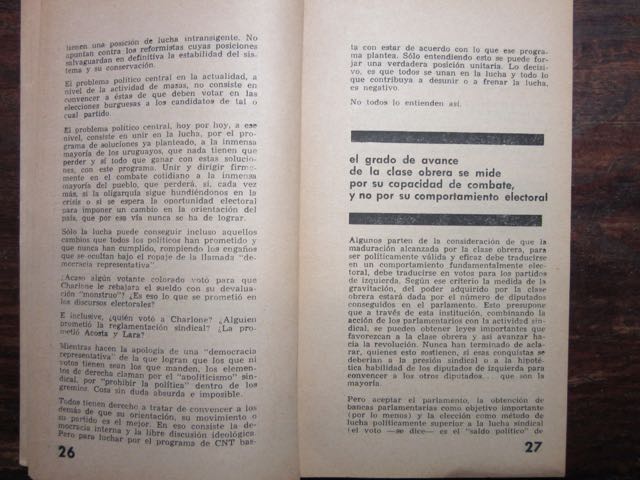 tienen una posición de lucha intransigente. No
apuntan contra los reformistas cuyas posiciones
salvaguardan en definitiva la estabilidad del sis-
tema y su conservación.
El problema político central en la actualidad, a
nivel de la actividad de masas, no consiste en
convencer a éstas de que deben votar en las
elecciones burguesas a los candidatos de tal o
cual partido.
El problema político central, hoy por hoy, a ese
nivel, consiste en unir en la lucha, por el pro-
grama de soluciones ya planteado, a la inmensa
mayoría de los uruguayos, que nada tienen que
perder y sí todo que ganar con estas solucio-
nes, con este programa. Unir y dirigir firme-
mente en el combate cotidiano a la inmensa
mayoría del pueblo, que perderá, sí, cada vez
más, si la oligarquía sigue hundiéndonos en la
crisis o si se espera la oportunidad electoral
para imponer un cambio en la orientación del
país, que por esa vía nunca se ha de lograr.
Sólo la lucha puede conseguir incluso aquellos
cambios que todos los políticos han prometido y
que nunca han cumplido, rompiendo los engaños
que se ocultan bajo el ropaje de la llamada "de-
mocracia representativa".
¿Acaso algún votante colorado votó para que
Charlone le rebajara el sueldo con su devalua-
ción "monstruo"? ¿Es eso lo que se prometió en
los discursos electorales?
E inclusive, ¿quién votó a Charlone? ¿Alguien
prometió la reglamentación sindical? ¿La pro-
metió Acosta y Lara?
Mientras hacen la apología de una "democracia
representativa" de la que logran que los que ni
votos tienen son los que manden, los elemen-
tos de derecho claman por el "apoliticismo" sin-
dical, por "prohibir la política" dentro de los
gremios. Cosa sin duda absurda e imposible.
Todos tienen derecho a tratar de convencer a los
demás de que su orientación, su movimiento o
su partido es el mejor. En eso consiste la de-
mocracia interna y la libre discusión ideológica.
Pero para luchar por el programa de CNT bas-
26
ta con estar de acuerdo con lo que ese progra-
ma plantea. Sólo entendiendo esto se puede for-
jar una verdadera posición unitaria. Lo decisi-
vo, es que todos se unan en la lucha y todo lo
que contribuya a desunir o a frenar la lucha,
es negativo.
No todos lo entienden así.
el grado de avance
de la clase obrera se mide
por su capacidad de combate,
y no por su comportamiento electoral
Algunos parten de la consideración de que la
maduración alcanzada por la clase obrera, para
ser políticamente válida y eficaz debe traducirse
en un comportamiento fundamentalmente elec-
toral, debe traducirse en votos para los partidos
de izquierda. Según ese criterio la medida de la
gravitación, del poder adquirido por la clase
obrera estará dada por el número de diputados
conseguidos en el parlamento. Esto presupone
que a través de esta institución, combinando la
acción de los parlamentarios con la actividad sin-
dical, se pueden obtener leyes importantes que
favorezcan a la clase obrera y así avanzar ha-
cia la revolución. Nunca han terminado de acla-
rar, quienes esto sostienen, si esas conquistas se
deberían a la presión sindical o a la hipoté-
tica habilidad de los diputados de izquierda para
convencer a los otros diputados... que son la
mayoría.
Pero aceptar el parlamento, la obtención de
bancas parlamentarias como objetivo importante
(por lo menos) y la elección como método de
lucha políticamente superior a la lucha sindical
(el voto —se dice— es el "saldo político" de
27